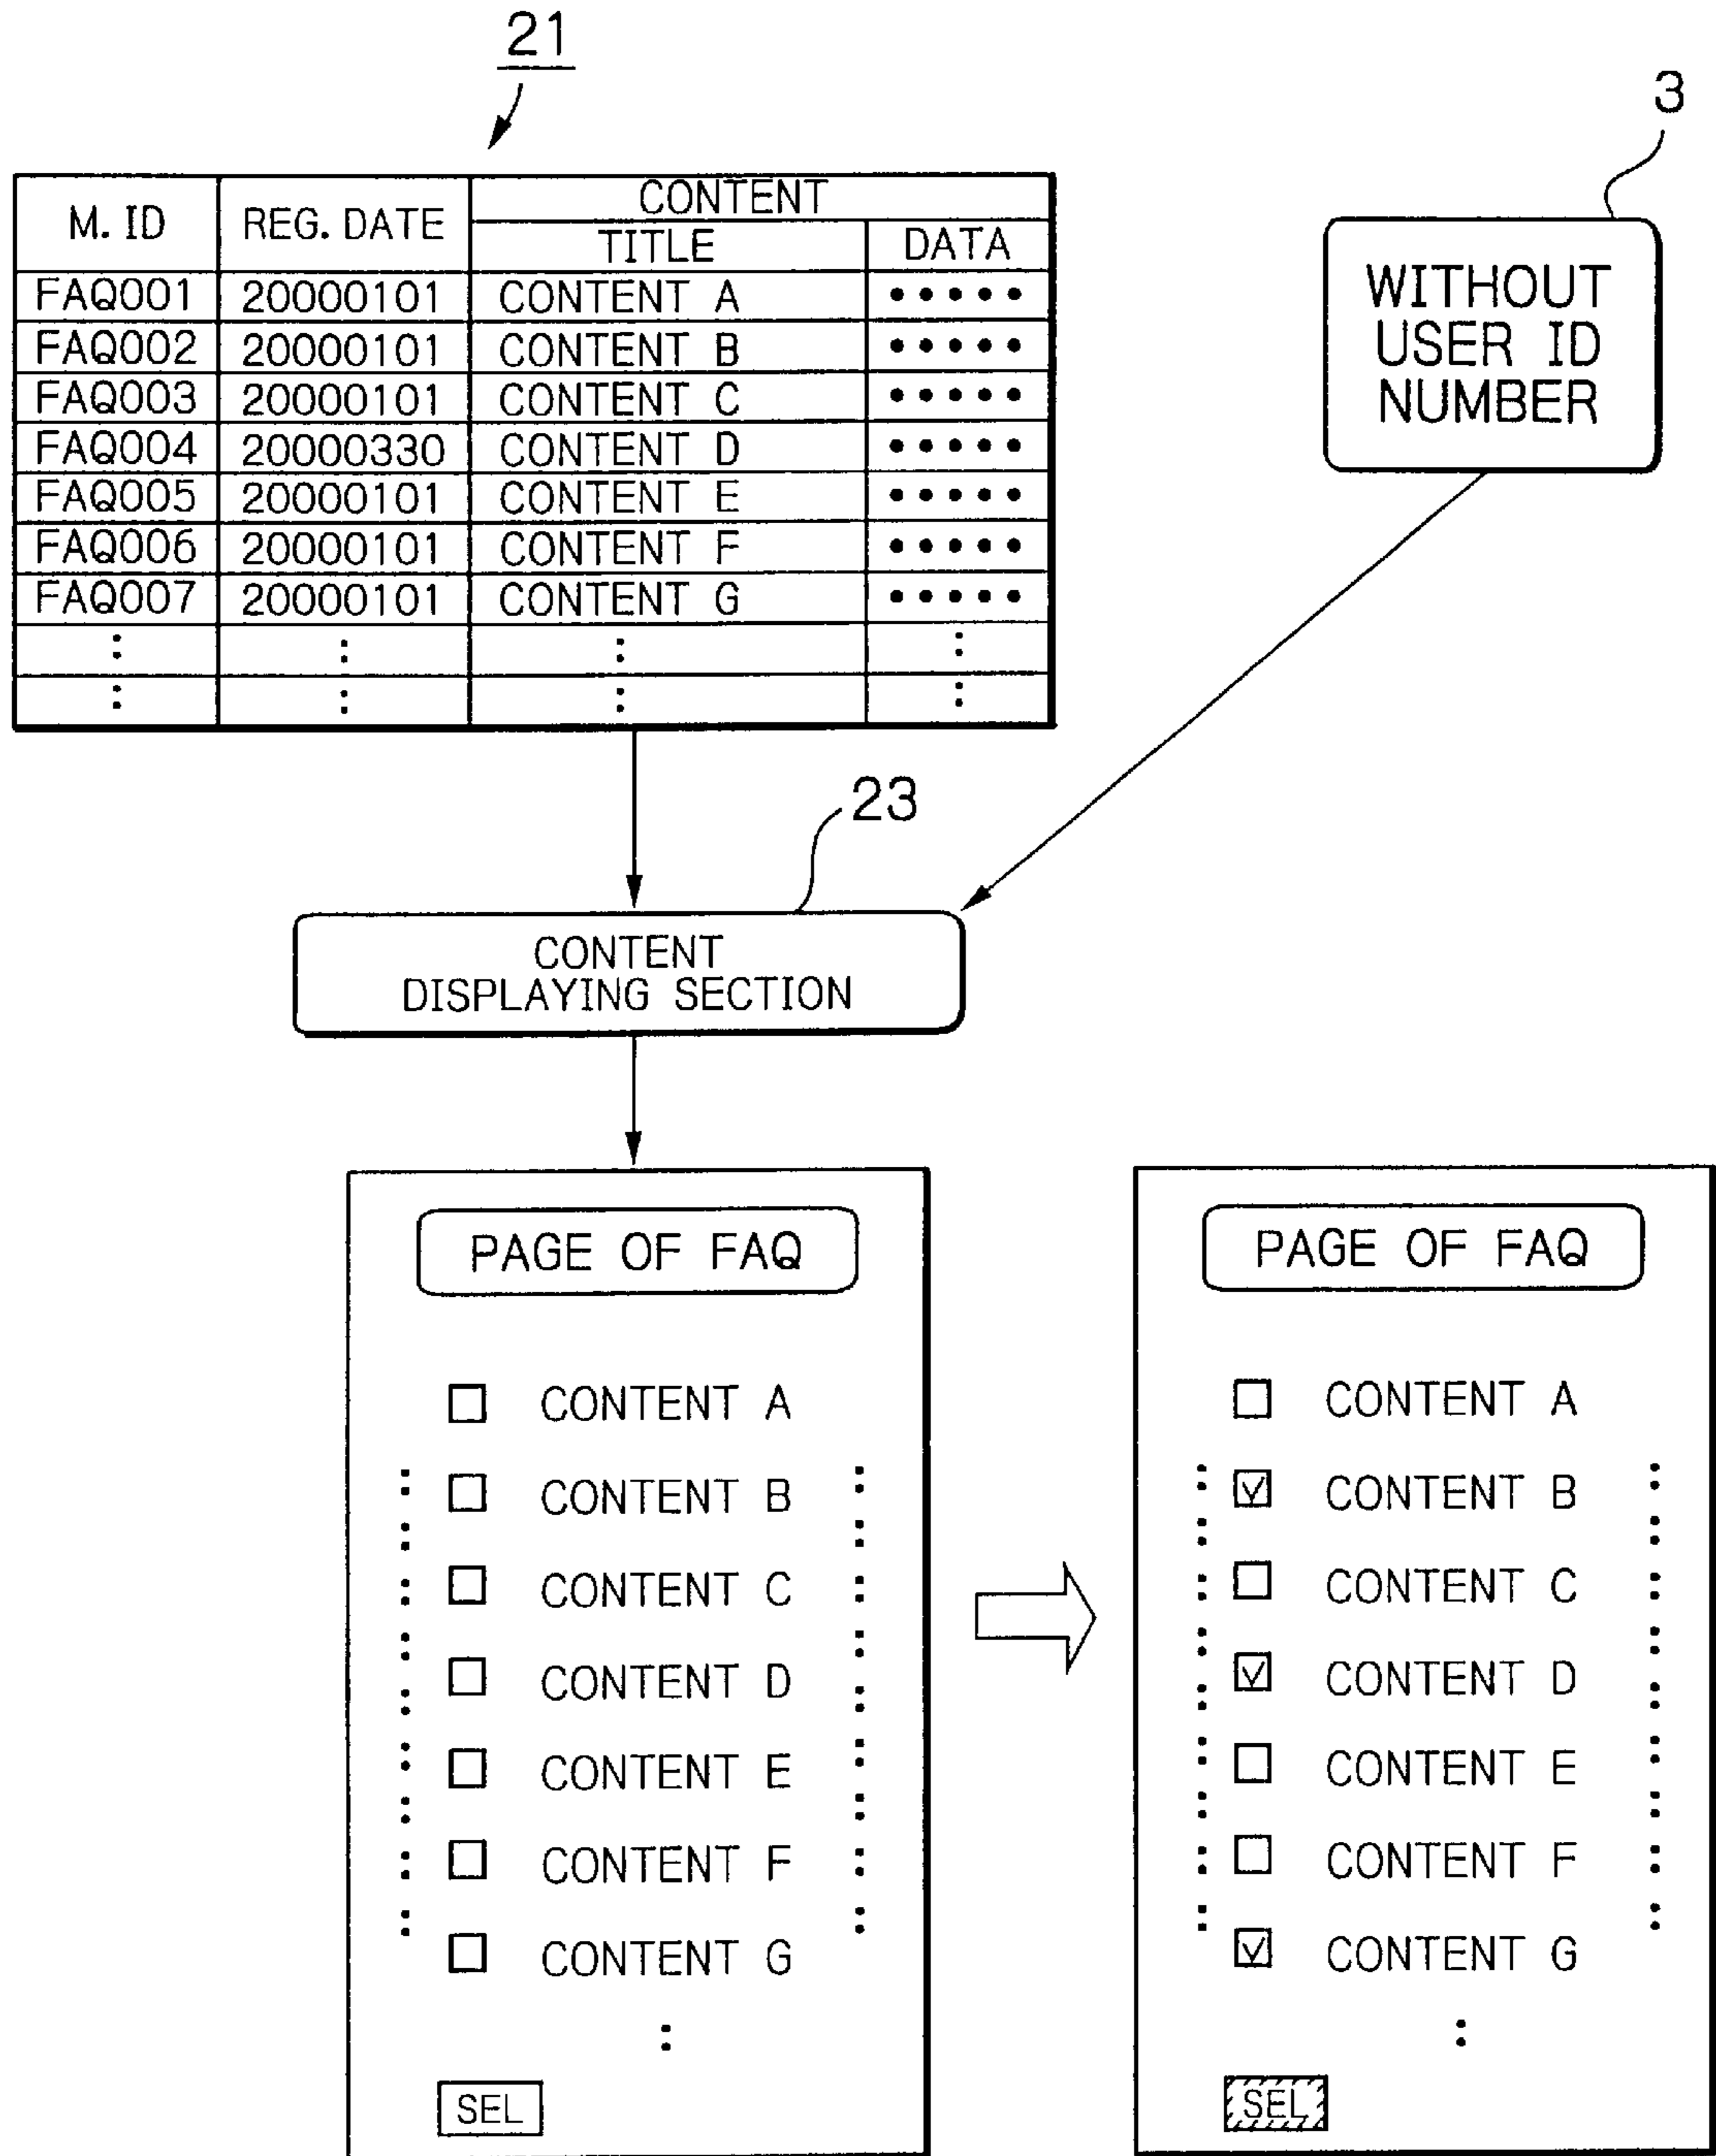 21
3
M. ID REG. DATE CONTENT
TITLE DATA
FAQ001 20000101 CONTENT A •••••
FAQ002 20000101 CONTENT B •••••
FAQ003 20000101 CONTENT C •••••
FAQ004 20000330 CONTENT D •••••
FAQ005 20000101 CONTENT E •••••
FAQ006 20000101 CONTENT F •••••
FAQ007 20000101 CONTENT G •••••
: : : :
: : : :
WITHOUT
USER ID
NUMBER
23
CONTENT
DISPLAYING SECTION
PAGE OF FAQ
CONTENT A
CONTENT B
CONTENT C
CONTENT D
CONTENT E
CONTENT F
CONTENT G
:
SEL
PAGE OF FAQ
CONTENT A
CONTENT B
CONTENT C
CONTENT D
CONTENT E
CONTENT F
CONTENT G
:
SEL